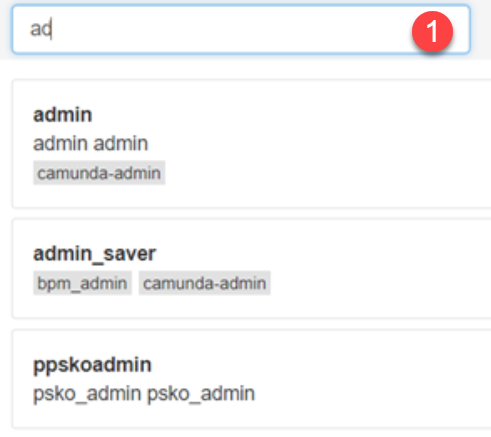 ad 1
admin
admin admin
camunda-admin
admin_saver
bpm_admin camunda-admin
ppskoadmin
psko_admin psko_admin